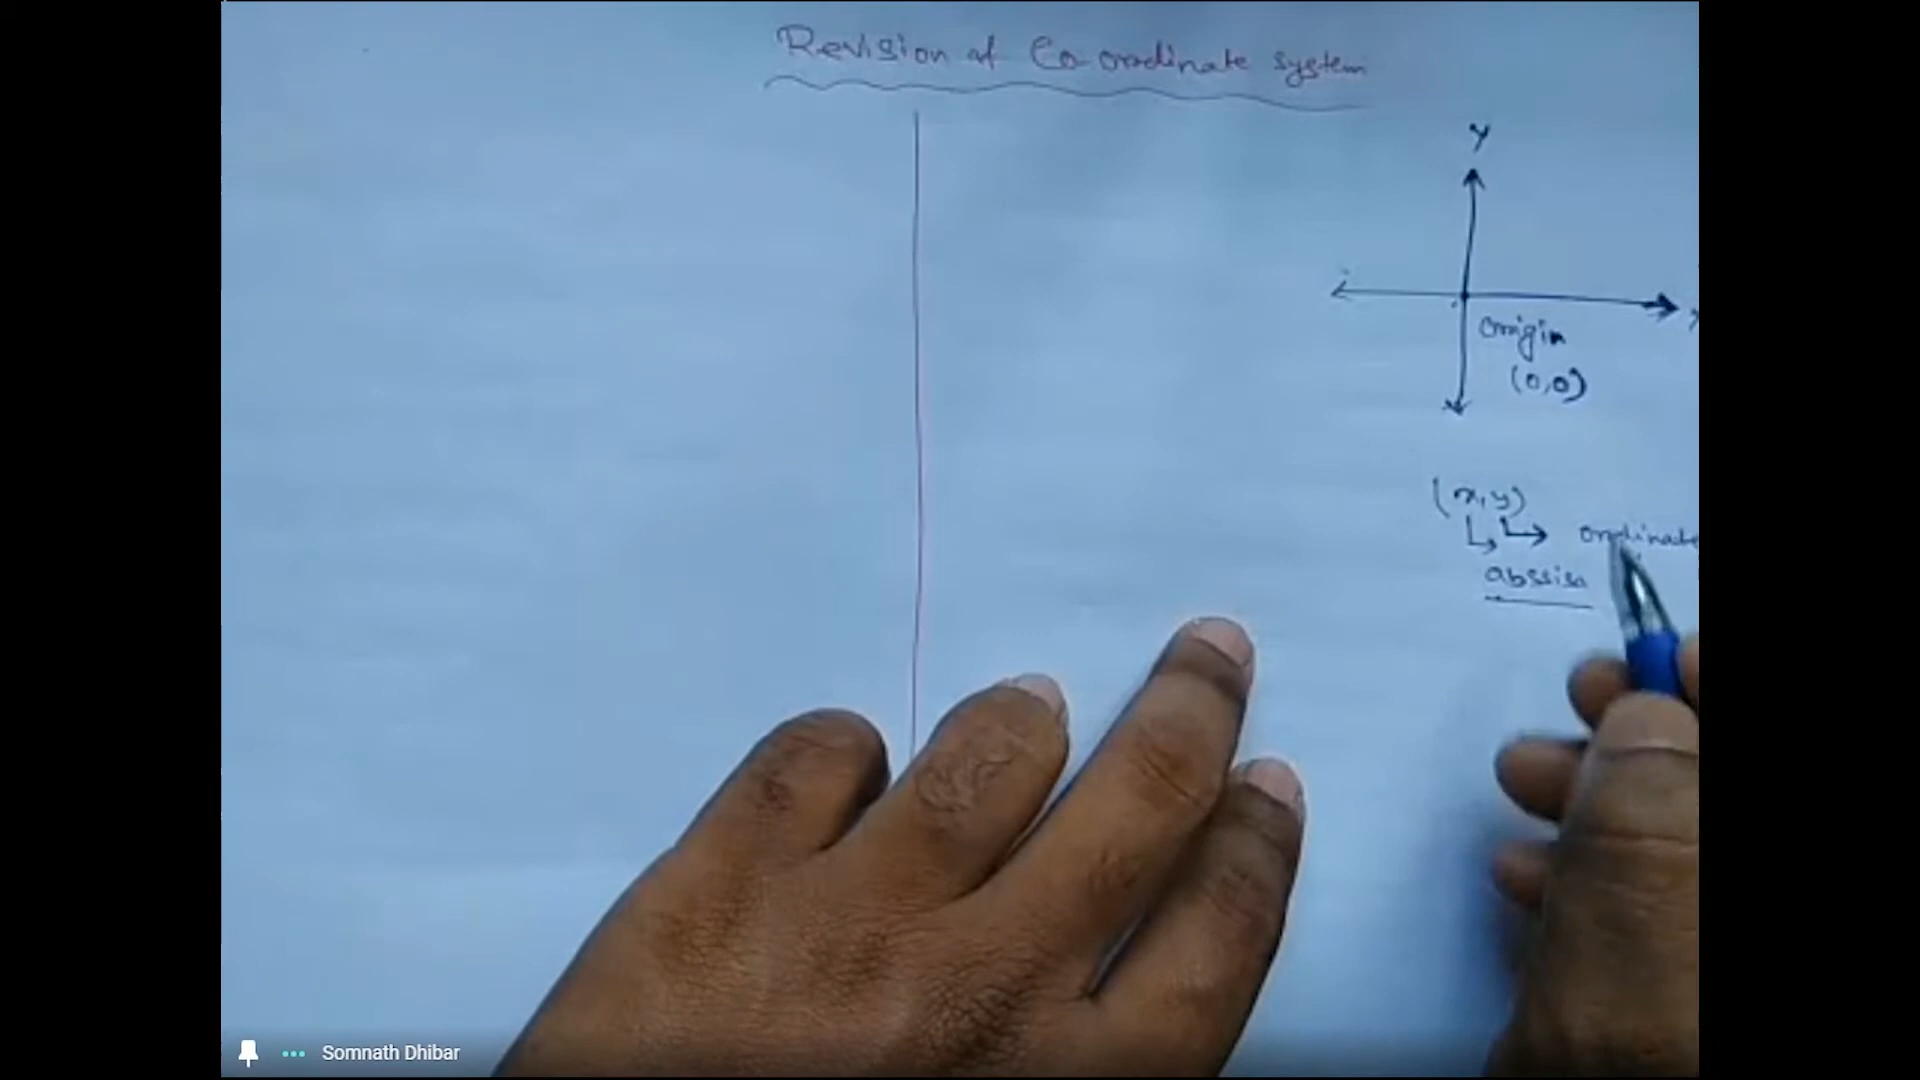 Revision of Co-ordinate system
Y
X
origin
(0,0)
(x,y)
ordinate
abssisa
Somnath Dhibar